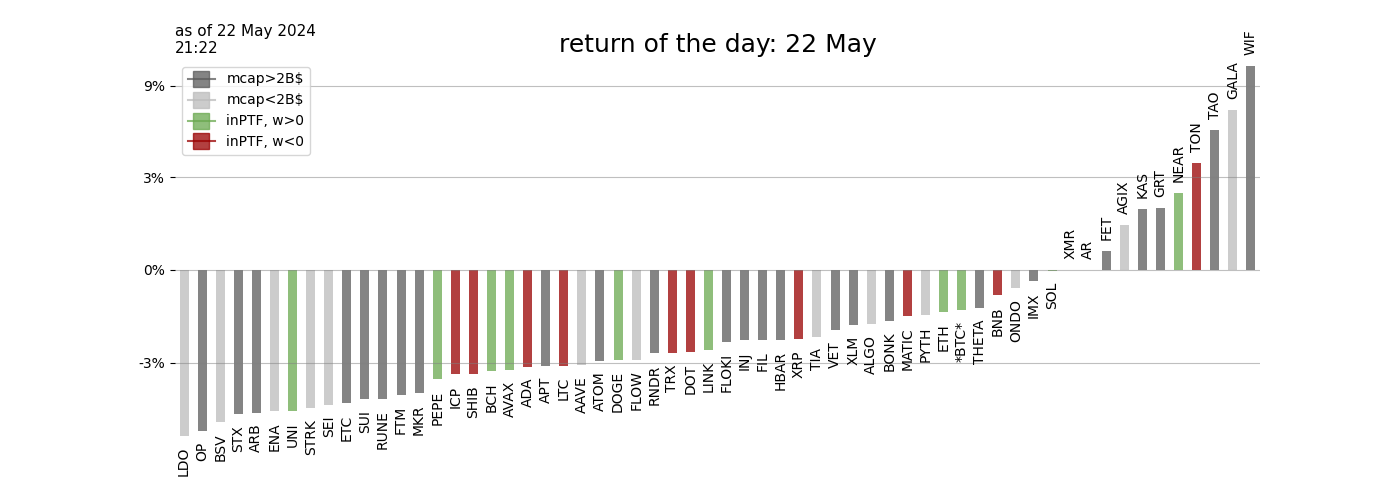 as of 22 May 2024
21:22
return of the day: 22 May
mcap>2B$
mcap<2B$
inPTF, w>0
inPTF, w<0
9%
3%
0%
-3%
LDO
OP
BSV
STX
ARB
ENA
UNI
STRK
SEI
ETC
SUI
RUNE
FTM
MKR
PEPE
ICP
SHIB
BCH
AVAX
ADA
APT
LTC
AAVE
ATOM
DOGE
FLOW
RNDR
TRX
DOT
LINK
FLOKI
INJ
FIL
HBAR
XRP
TIA
VET
XLM
ALGO
BONK
MATIC
PYTH
ETH
*BTC*
THETA
BNB
ONDO
IMX
SOL
XMR
AR
FET
AGIX
KAS
GRT
NEAR
TON
TAO
GALA
WIF